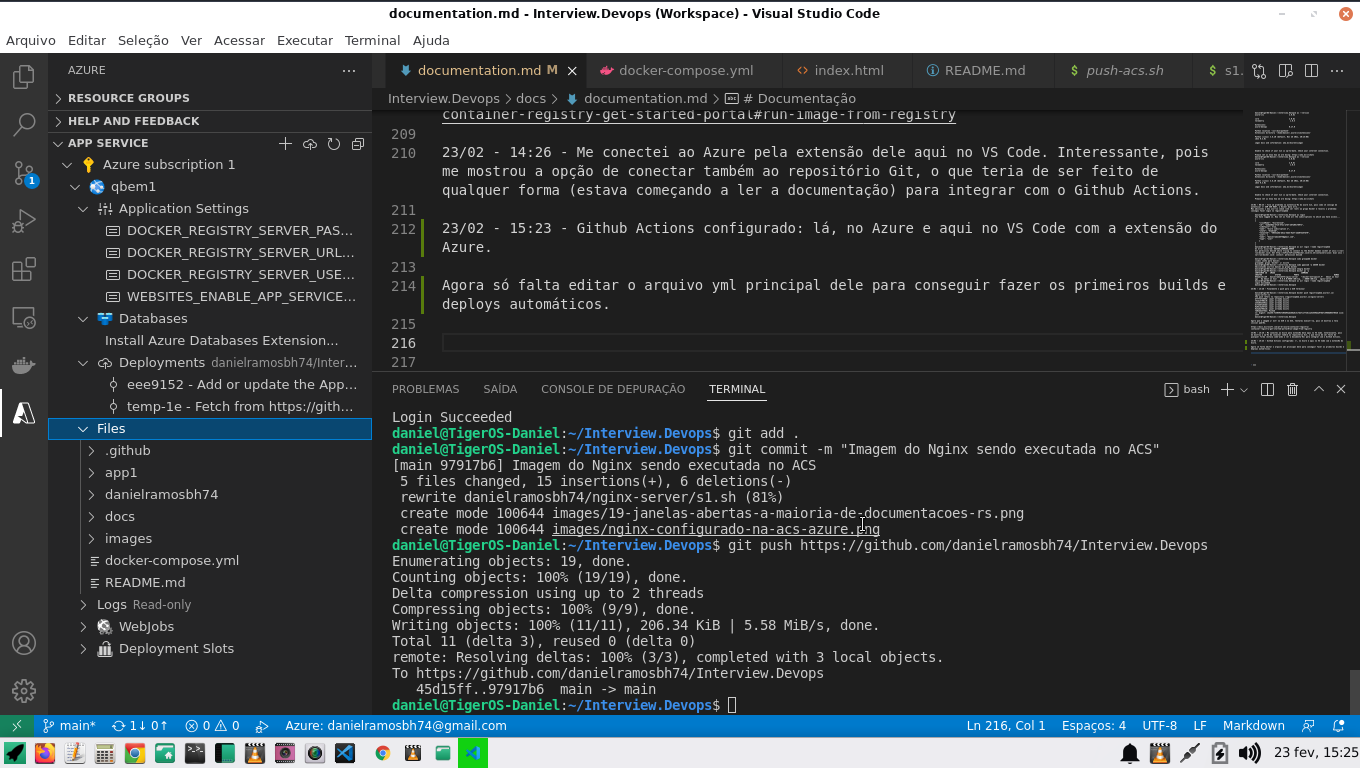 documentation.md - Interview.Devops (Workspace) - Visual Studio Code
Arquivo Editar Seleção Ver Acessar Executar Terminal Ajuda
AZURE
RESOURCE GROUPS
HELP AND FEEDBACK
APP SERVICE
Azure subscription 1
qbem1
Application Settings
DOCKER_REGISTRY_SERVER_PAS...
DOCKER_REGISTRY_SERVER_URL...
DOCKER_REGISTRY_SERVER_USE...
WEBSITES_ENABLE_APP_SERVICE...
Databases
Install Azure Databases Extension...
Deployments danielramosbh74/Inter...
eee9152 - Add or update the App...
temp-1e - Fetch from https://gith...
Files
.github
app1
danielramosbh74
docs
images
docker-compose.yml
README.md
Logs Read-only
WebJobs
Deployment Slots
1
documentation.md M
docker-compose.yml
index.html
README.md
push-acs.sh
s1.
Interview.Devops > docs > documentation.md > # Documentação
container-registry-get-started-portal#run-image-from-registry
209
210 23/02 - 14:26 - Me conectei ao Azure pela extensão dele aqui no VS Code. Interessante, pois
me mostrou a opção de conectar também ao repositório Git, o que teria de ser feito de
qualquer forma (estava começando a ler a documentação) para integrar com o Github Actions.
211
212 23/02 - 15:23 - Github Actions configurado: lá, no Azure e aqui no VS Code com a extensão do
Azure.
213
214 Agora só falta editar o arquivo yml principal dele para conseguir fazer os primeiros builds e
deploys automáticos.
215
216
217
PROBLEMAS SAÍDA CONSOLE DE DEPURAÇÃO TERMINAL
bash
Login Succeeded
daniel@TigerOS-Daniel:~/Interview.Devops$ git add .
daniel@TigerOS-Daniel:~/Interview.Devops$ git commit -m "Imagem do Nginx sendo executada no ACS"
[main 97917b6] Imagem do Nginx sendo executada no ACS
5 files changed, 15 insertions(+), 6 deletions(-)
rewrite danielramosbh74/nginx-server/s1.sh (81%)
create mode 100644 images/19-janelas-abertas-a-maioria-de-documentacoes-rs.png
create mode 100644 images/nginx-configurado-na-acs-azure.png
daniel@TigerOS-Daniel:~/Interview.Devops$ git push https://github.com/danielramosbh74/Interview.Devops
Enumerating objects: 19, done.
Counting objects: 100% (19/19), done.
Delta compression using up to 2 threads
Compressing objects: 100% (9/9), done.
Writing objects: 100% (11/11), 206.34 KiB | 5.58 MiB/s, done.
Total 11 (delta 3), reused 0 (delta 0)
remote: Resolving deltas: 100% (3/3), completed with 3 local objects.
To https://github.com/danielramosbh74/Interview.Devops
45d15ff..97917b6 main -> main
daniel@TigerOS-Daniel:~/Interview.Devops$
main* 1↓ 0↑ 0 0 Azure: danielramosbh74@gmail.com
Ln 216, Col 1 Espaços: 4 UTF-8 LF Markdown
23 fev, 15:25